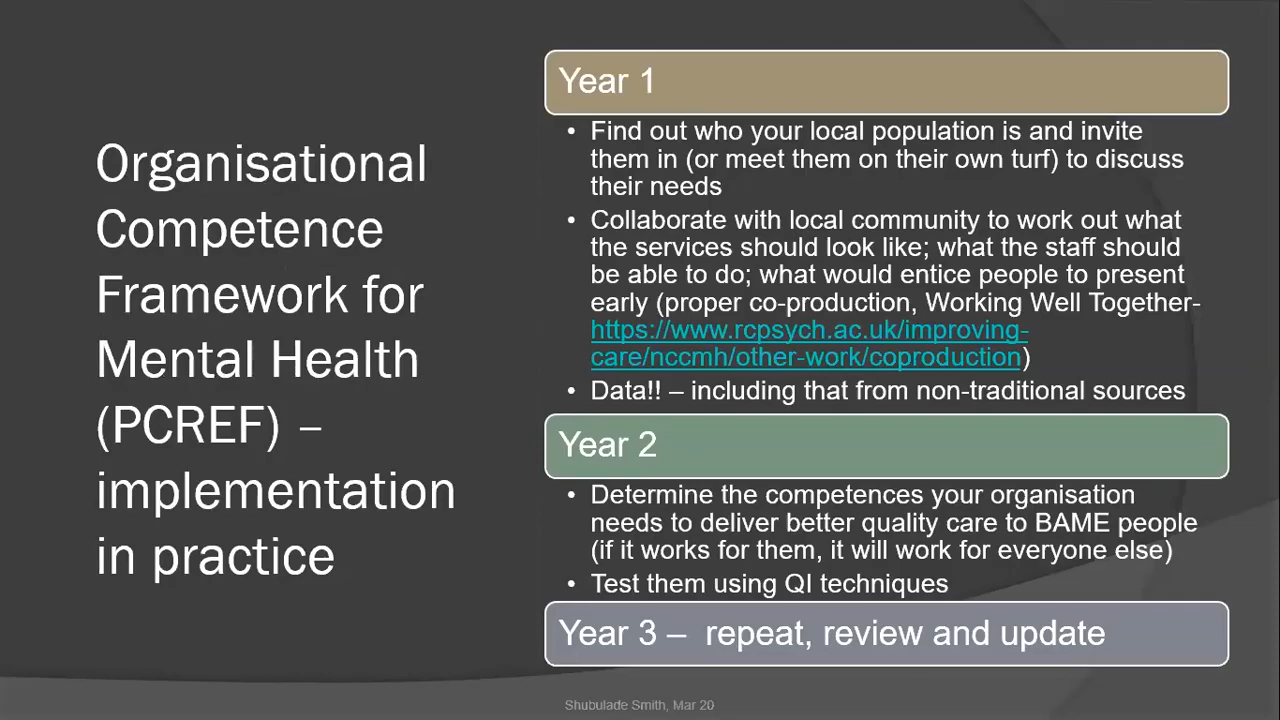 Organisational
Competence
Framework for
Mental Health
(PCREF) –
implementation
in practice
Year 1
• Find out who your local population is and invite
them in (or meet them on their own turf) to discuss
their needs
• Collaborate with local community to work out what
the services should look like; what the staff should
be able to do; what would entice people to present
early (proper co-production, Working Well Together-
https://www.rcpsych.ac.uk/improving-
care/nccmh/other-work/coproduction)
• Data!! – including that from non-traditional sources
Year 2
• Determine the competences your organisation
needs to deliver better quality care to BAME people
(if it works for them, it will work for everyone else)
• Test them using QI techniques
Year 3 – repeat, review and update
Shubulade Smith, Mar 20